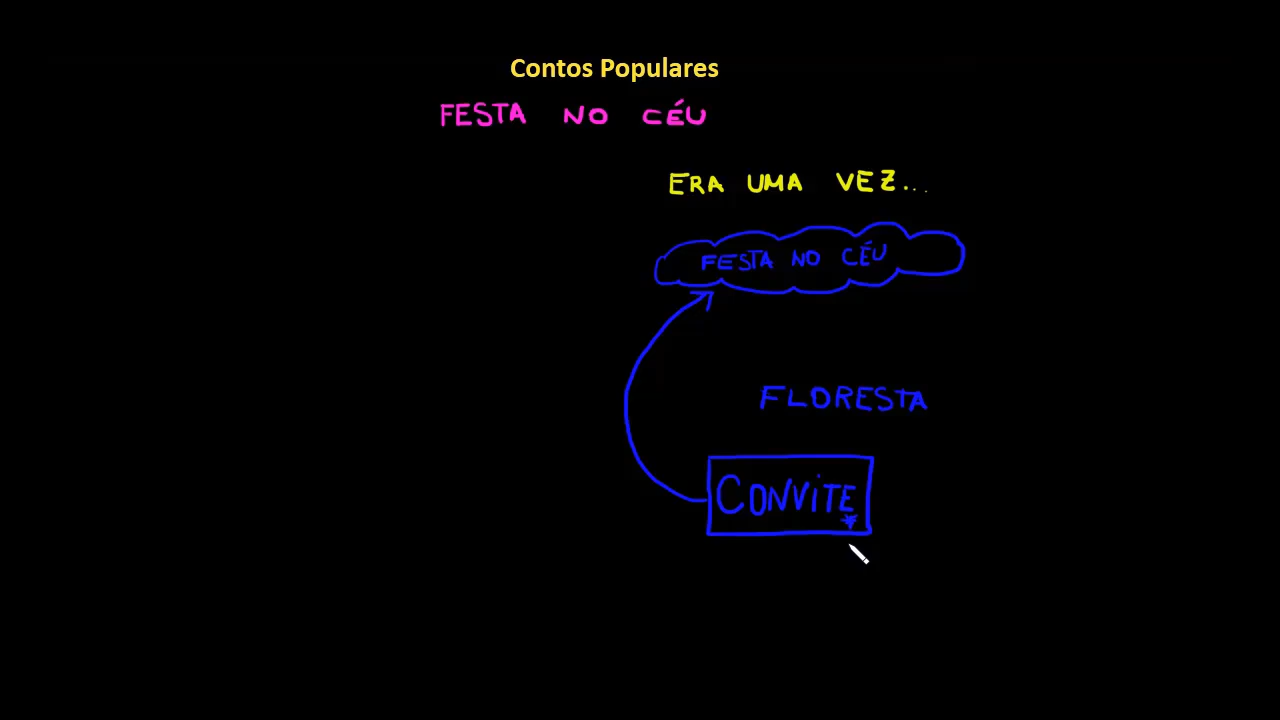 Contos Populares
FESTA NO CÉU
ERA UMA VEZ...
FESTA NO CÉU
FLORESTA
CONVITE